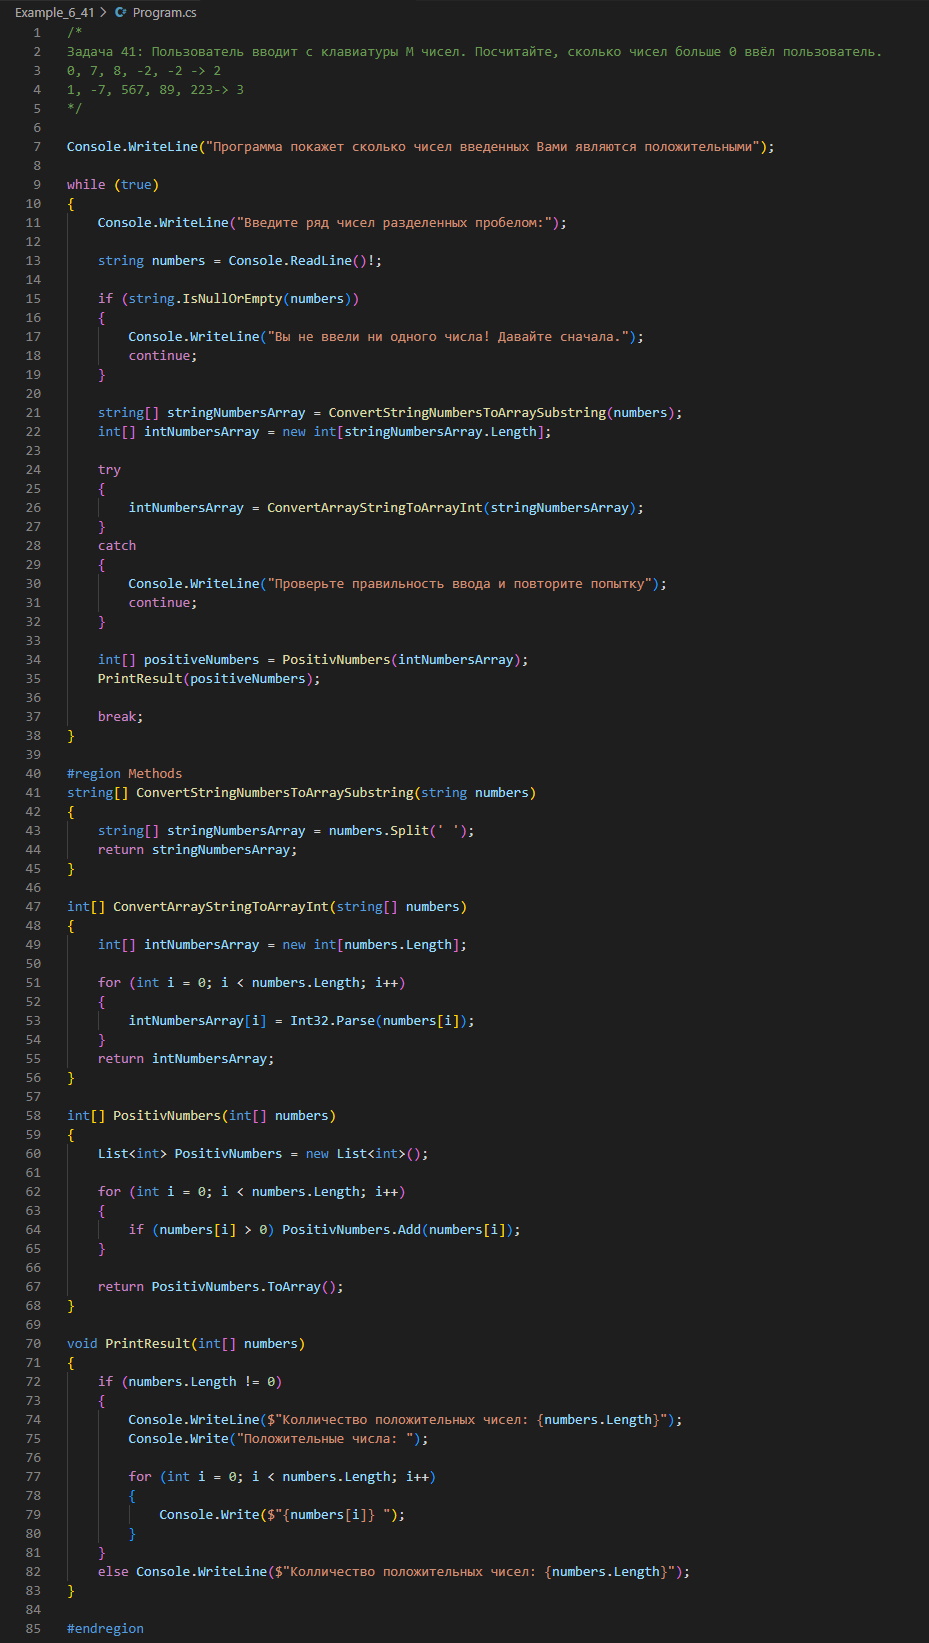 Example_6_41 > Program.cs
1 /*
2 Задача 41: Пользователь вводит с клавиатуры M чисел. Посчитайте, сколько чисел больше 0 ввёл пользователь.
3 0, 7, 8, -2, -2 -> 2
4 1, -7, 567, 89, 223-> 3
5 */
6
7 Console.WriteLine("Программа покажет сколько чисел введенных Вами являются положительными");
8
9 while (true)
10 {
11 Console.WriteLine("Введите ряд чисел разделенных пробелом:");
12
13 string numbers = Console.ReadLine()!;
14
15 if (string.IsNullOrEmpty(numbers))
16 {
17 Console.WriteLine("Вы не ввели ни одного числа! Давайте сначала.");
18 continue;
19 }
20
21 string[] stringNumbersArray = ConvertStringNumbersToArraySubstring(numbers);
22 int[] intNumbersArray = new int[stringNumbersArray.Length];
23
24 try
25 {
26 intNumbersArray = ConvertArrayStringToArrayInt(stringNumbersArray);
27 }
28 catch
29 {
30 Console.WriteLine("Проверьте правильность ввода и повторите попытку");
31 continue;
32 }
33
34 int[] positiveNumbers = PositivNumbers(intNumbersArray);
35 PrintResult(positiveNumbers);
36
37 break;
38 }
39
40 #region Methods
41 string[] ConvertStringNumbersToArraySubstring(string numbers)
42 {
43 string[] stringNumbersArray = numbers.Split(' ');
44 return stringNumbersArray;
45 }
46
47 int[] ConvertArrayStringToArrayInt(string[] numbers)
48 {
49 int[] intNumbersArray = new int[numbers.Length];
50
51 for (int i = 0; i < numbers.Length; i++)
52 {
53 intNumbersArray[i] = Int32.Parse(numbers[i]);
54 }
55 return intNumbersArray;
56 }
57
58 int[] PositivNumbers(int[] numbers)
59 {
60 List<int> PositivNumbers = new List<int>();
61
62 for (int i = 0; i < numbers.Length; i++)
63 {
64 if (numbers[i] > 0) PositivNumbers.Add(numbers[i]);
65 }
66
67 return PositivNumbers.ToArray();
68 }
69
70 void PrintResult(int[] numbers)
71 {
72 if (numbers.Length != 0)
73 {
74 Console.WriteLine($"Колличество положительных чисел: {numbers.Length}");
75 Console.Write("Положительные числа: ");
76
77 for (int i = 0; i < numbers.Length; i++)
78 {
79 Console.Write($"{numbers[i]} ");
80 }
81 }
82 else Console.WriteLine($"Колличество положительных чисел: {numbers.Length}");
83 }
84
85 #endregion